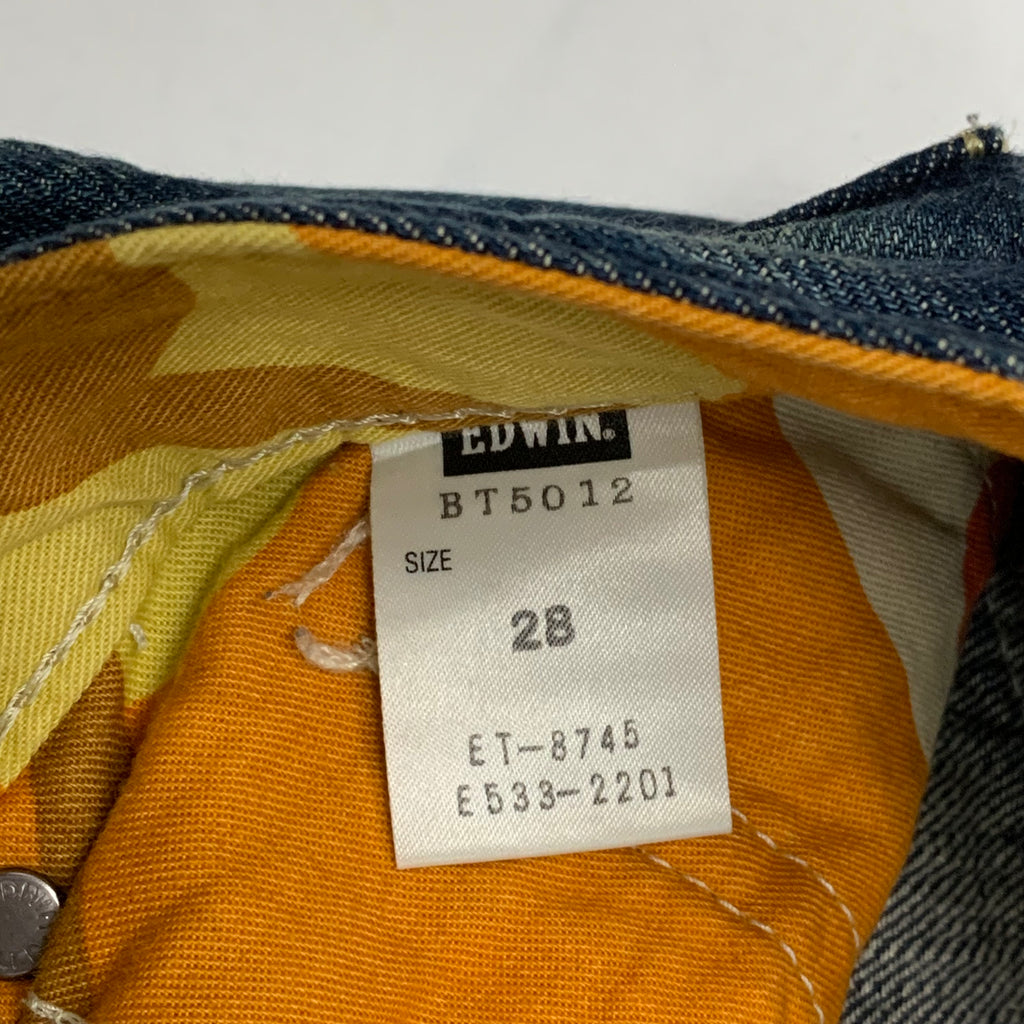 EDWIN®
BT5012
SIZE
28
ET-8745
E533-2201